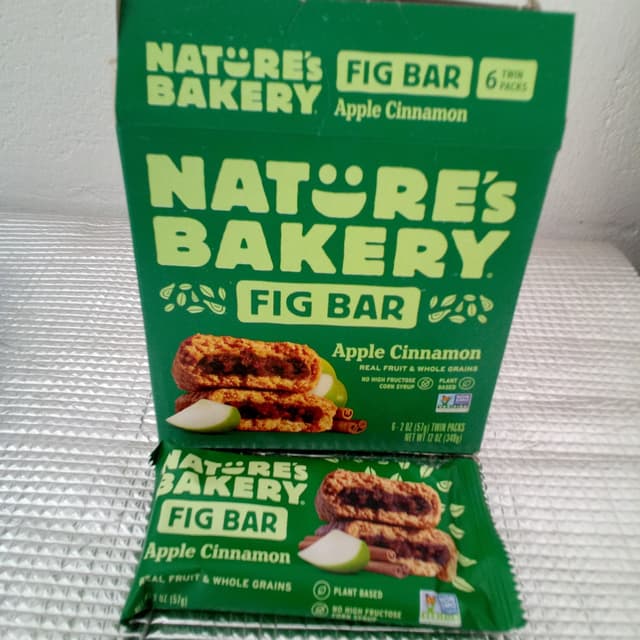 NATURE'S
BAKERY
FIG BAR
6 TWIN
PACKS
Apple Cinnamon
NATURE'S
BAKERY
FIG BAR
Apple Cinnamon
REAL FRUIT & WHOLE GRAINS
NO HIGH FRUCTOSE
CORN SYRUP
PLANT
BASED
6 - 2 OZ (57g) TWIN PACKS
NET WT 12 OZ (340g)
NATURE'S
BAKERY
FIG BAR
Apple Cinnamon
REAL FRUIT & WHOLE GRAINS
PLANT BASED
NO HIGH FRUCTOSE
(57g)